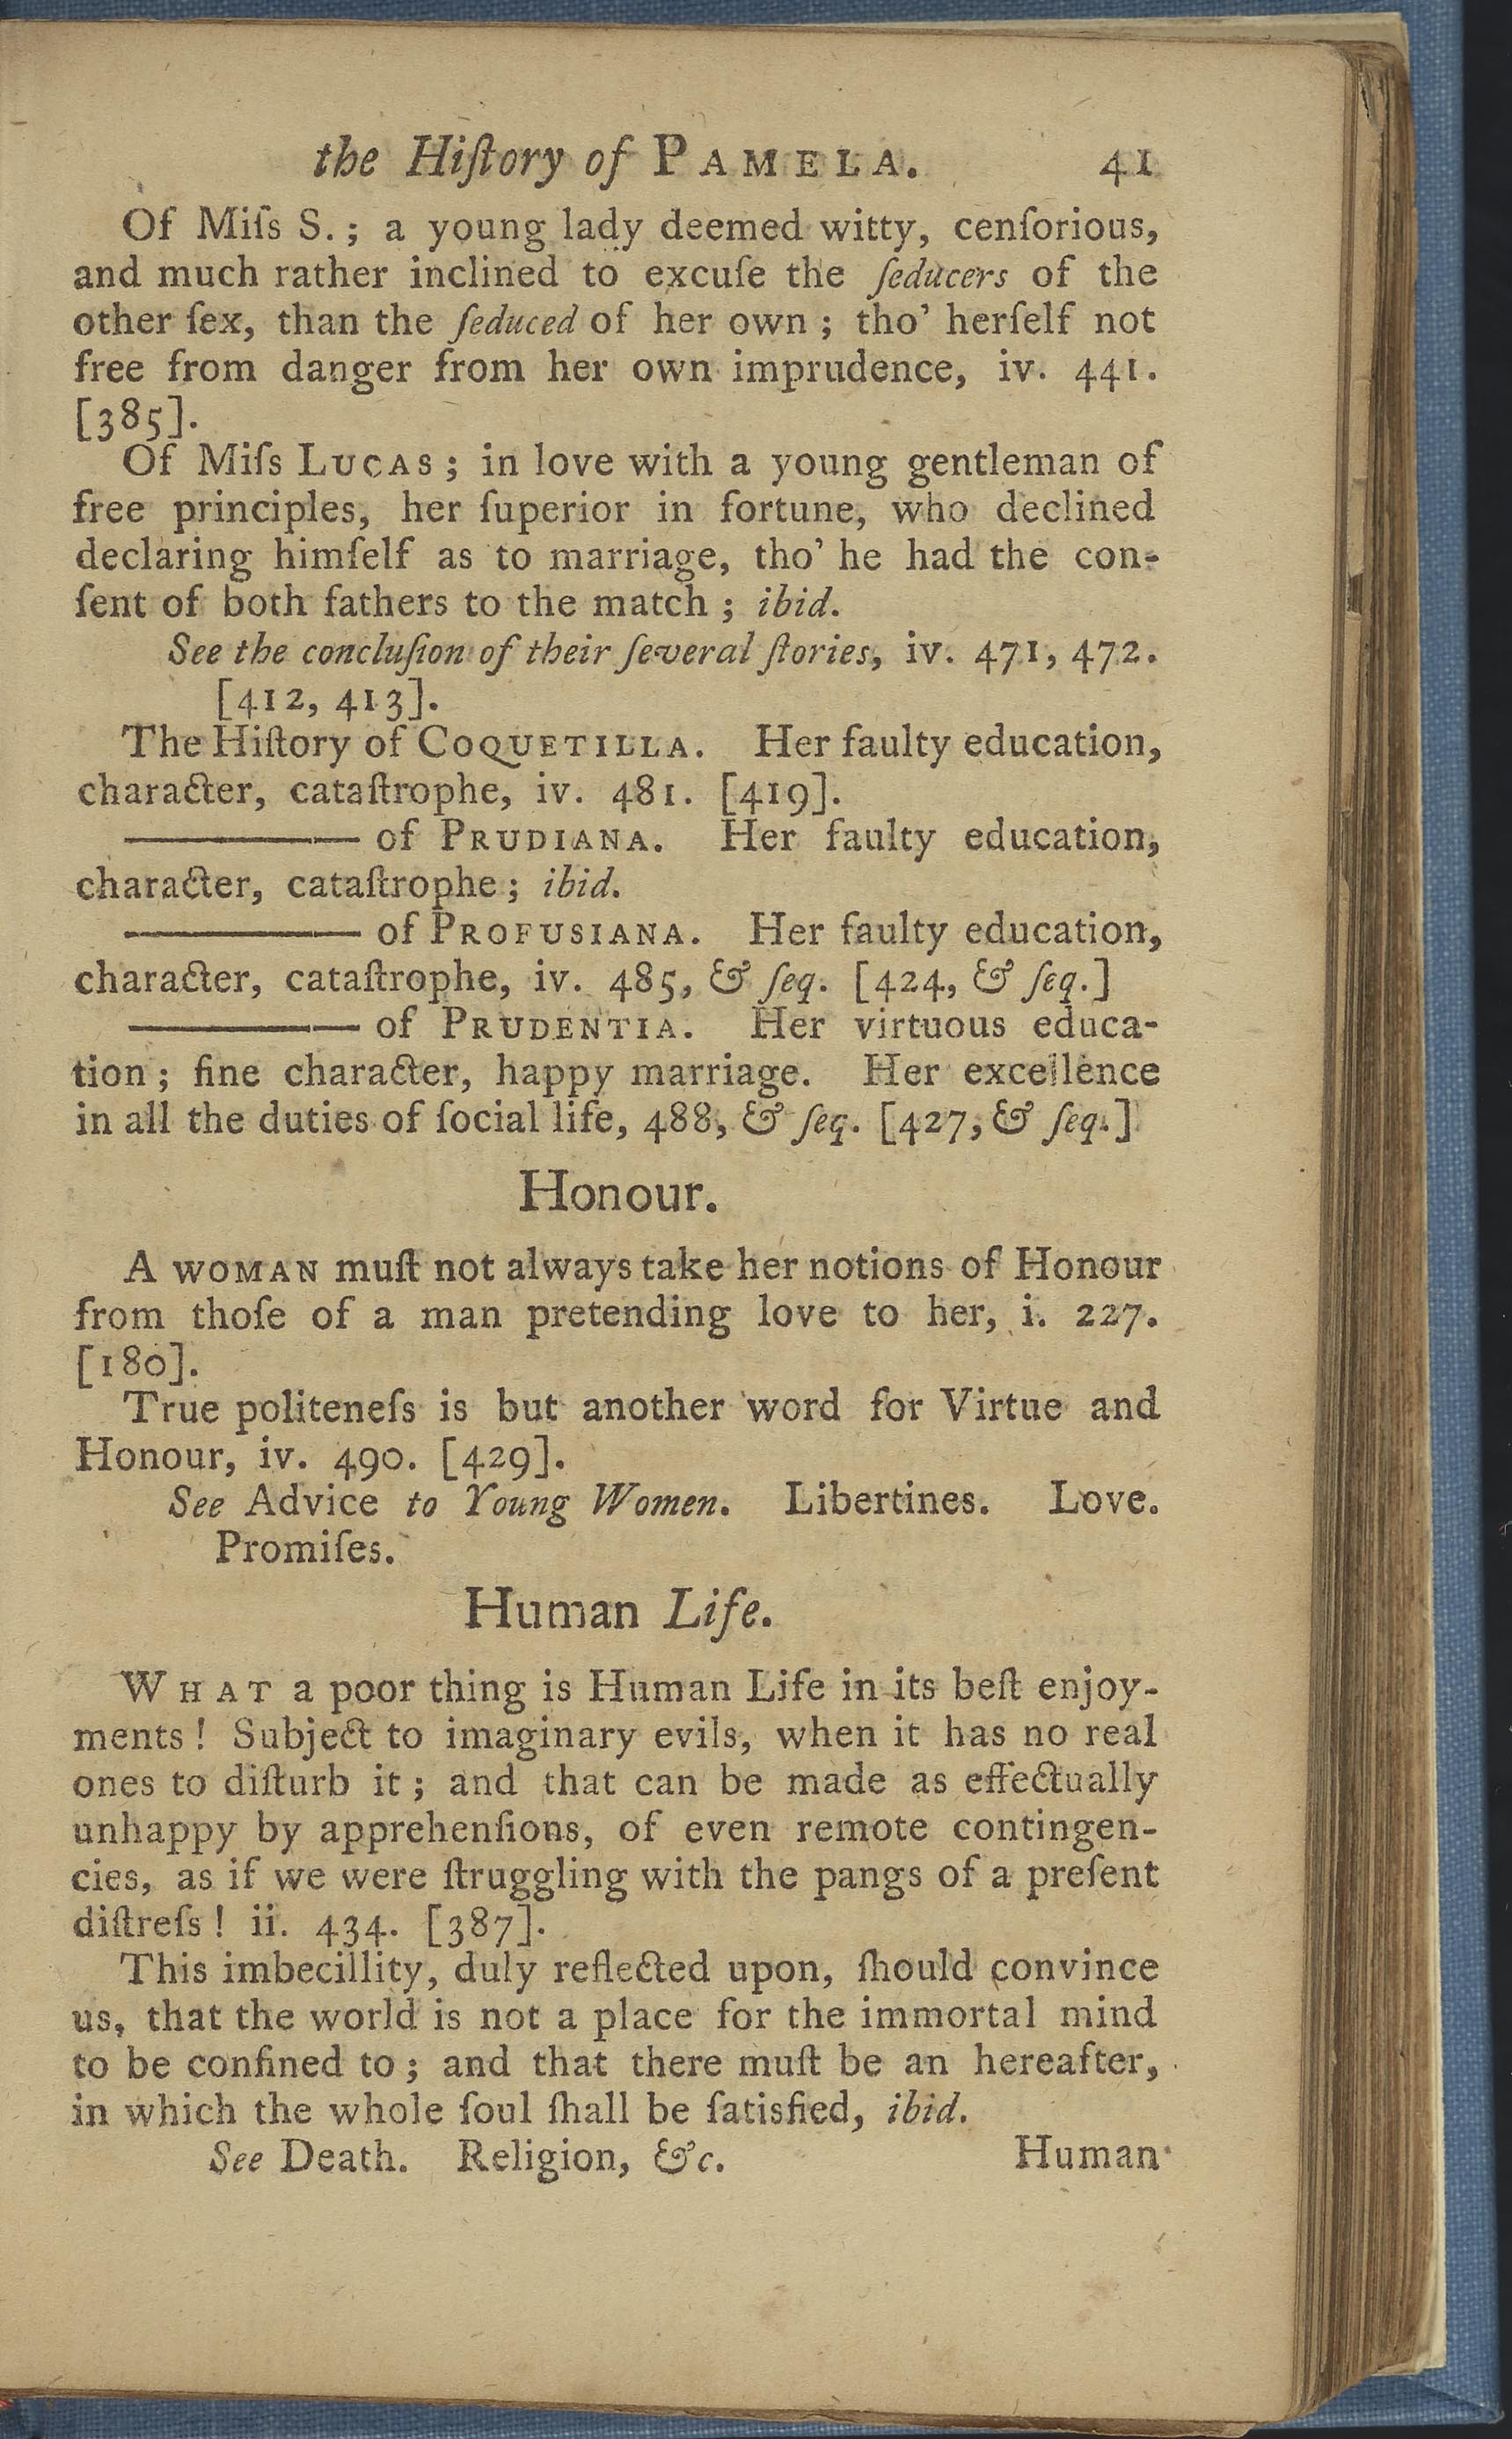 the Hiſtory of PAMELA. 41
Of Miſs S.; a young lady deemed witty, cenſorious,
and much rather inclined to excuſe the ſeducers of the
other ſex, than the ſeduced of her own; tho' herſelf not
free from danger from her own imprudence, iv. 441.
[385].
Of Miſs LUCAS; in love with a young gentleman of
free principles, her ſuperior in fortune, who declined
declaring himſelf as to marriage, tho' he had the con-
ſent of both fathers to the match; ibid.
See the concluſion of their ſeveral ſtories, iv. 471, 472.
[412, 413].
The Hiſtory of COQUETILLA. Her faulty education,
character, cataſtrophe, iv. 481. [419].
——— of PRUDIANA. Her faulty education,
character, cataſtrophe; ibid.
——— of PROFUSIANA. Her faulty education,
character, cataſtrophe, iv. 485, & ſeq. [424, & ſeq.]
——— of PRUDENTIA. Her virtuous educa-
tion; fine character, happy marriage. Her excellence
in all the duties of ſocial life, 488, & ſeq. [427, & ſeq.]
Honour.
A WOMAN muſt not always take her notions of Honour
from thoſe of a man pretending love to her, i. 227.
[180].
True politeneſs is but another word for Virtue and
Honour, iv. 490. [429].
See Advice to Young Women. Libertines. Love.
Promiſes.
Human Life.
WHAT a poor thing is Human Life in its beſt enjoy-
ments! Subject to imaginary evils, when it has no real
ones to diſturb it; and that can be made as effectually
unhappy by apprehenſions, of even remote contingen-
cies, as if we were ſtruggling with the pangs of a preſent
diſtreſs! ii. 434. [387].
This imbecillity, duly reflected upon, ſhould convince
us, that the world is not a place for the immortal mind
to be confined to; and that there muſt be an hereafter,
in which the whole ſoul ſhall be ſatisfied, ibid.
See Death. Religion, &c. Human